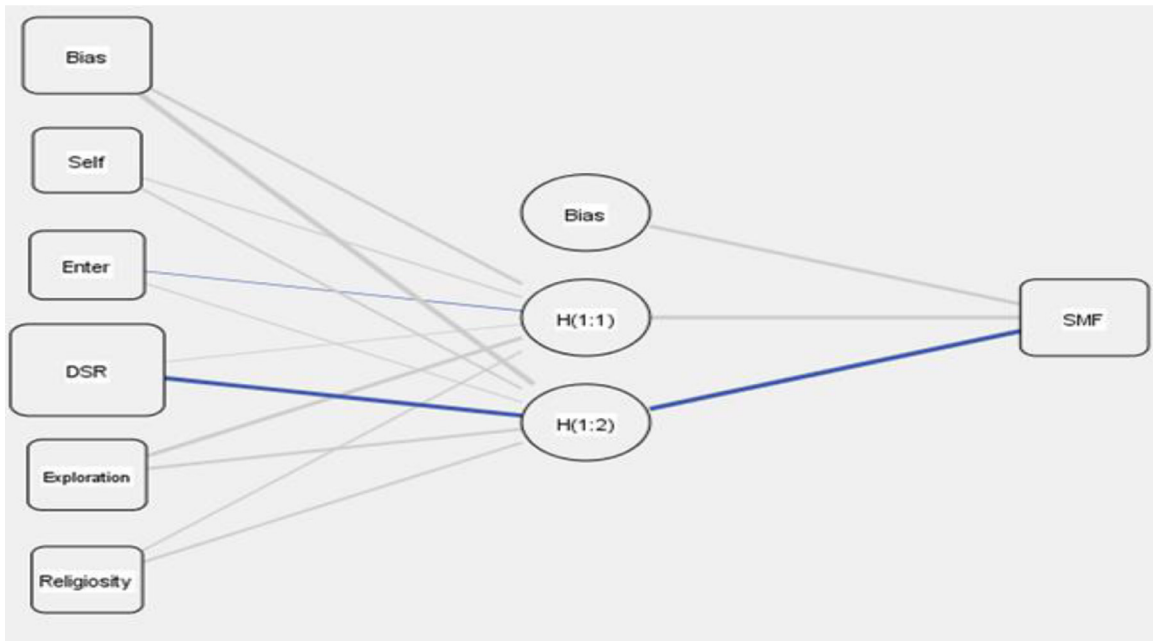 Bias
Self
Enter
DSR
Exploration
Religiosity
Bias
H(1:1)
H(1:2)
SMF